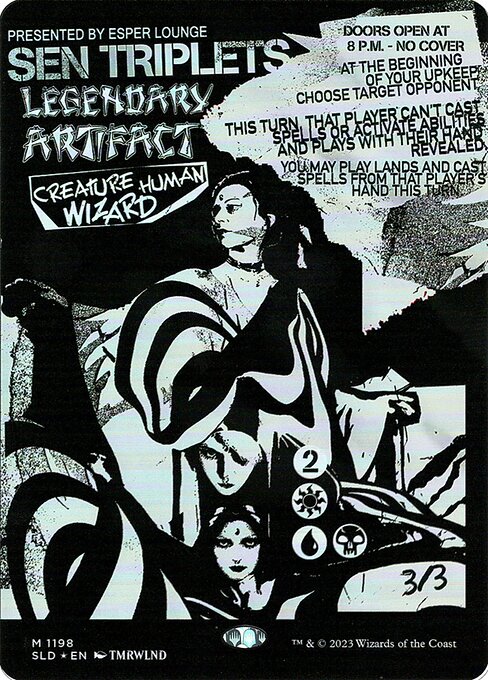 PRESENTED BY ESPER LOUNGE
SEN TRIPLETS
LEGENDARY
ARTIFACT
CREATURE HUMAN
WIZARD
DOORS OPEN AT
8 P.M. - NO COVER
AT THE BEGINNING
OF YOUR UPKEEP,
CHOOSE TARGET OPPONENT.
THIS TURN, THAT PLAYER CAN'T CAST
SPELLS OR ACTIVATE ABILITIES
AND PLAYS WITH THEIR HAND
REVEALED.
YOU MAY PLAY LANDS AND CAST
SPELLS FROM THAT PLAYER'S
HAND THIS TURN.
2
3/3
M 1198
SLD ★ EN TMRWLND
™ & © 2023 Wizards of the Coast